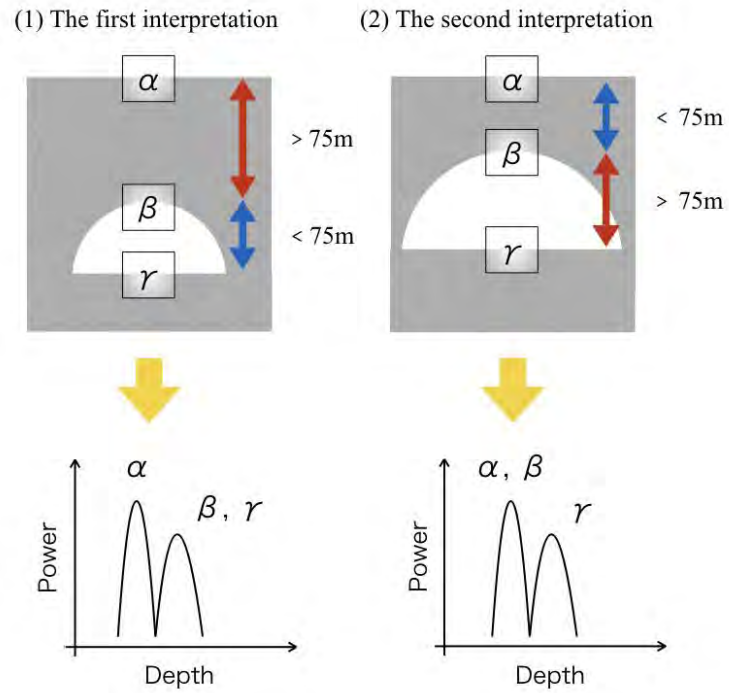 (1) The first interpretation
(2) The second interpretation
α
> 75m
β
< 75m
γ
α
< 75m
β
> 75m
γ
α
β, γ
Power
Depth
α, β
γ
Power
Depth